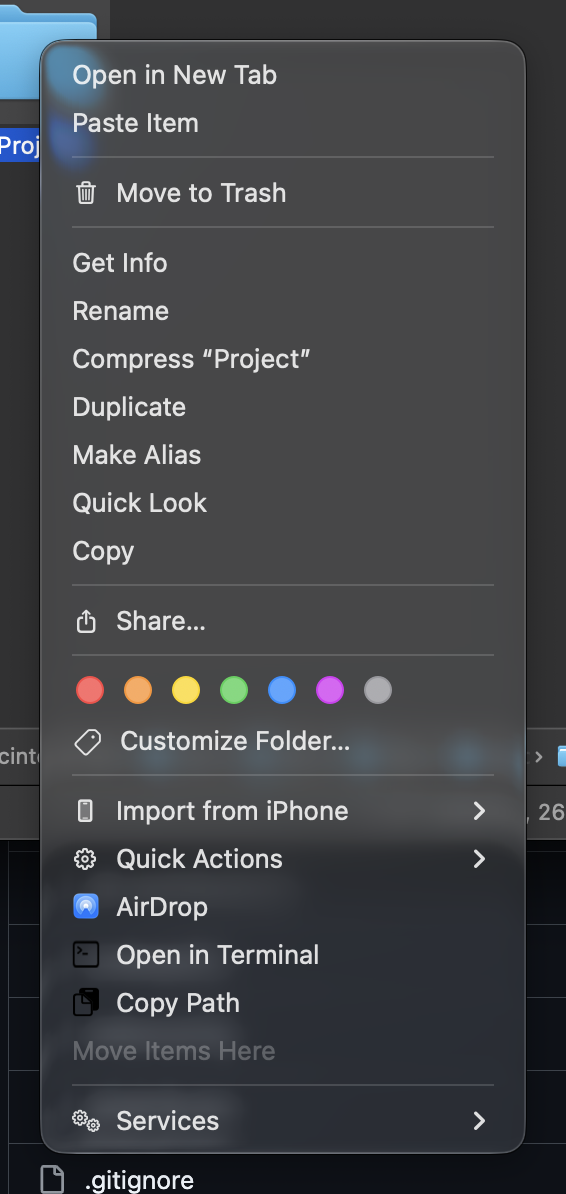 Open in New Tab
Proj
Paste Item
Move to Trash
Get Info
Rename
Compress “Project”
Duplicate
Make Alias
Quick Look
Copy
Share...
Customize Folder...
Import from iPhone
Quick Actions
, 26
AirDrop
Open in Terminal
Copy Path
Move Items Here
Services
.gitignore